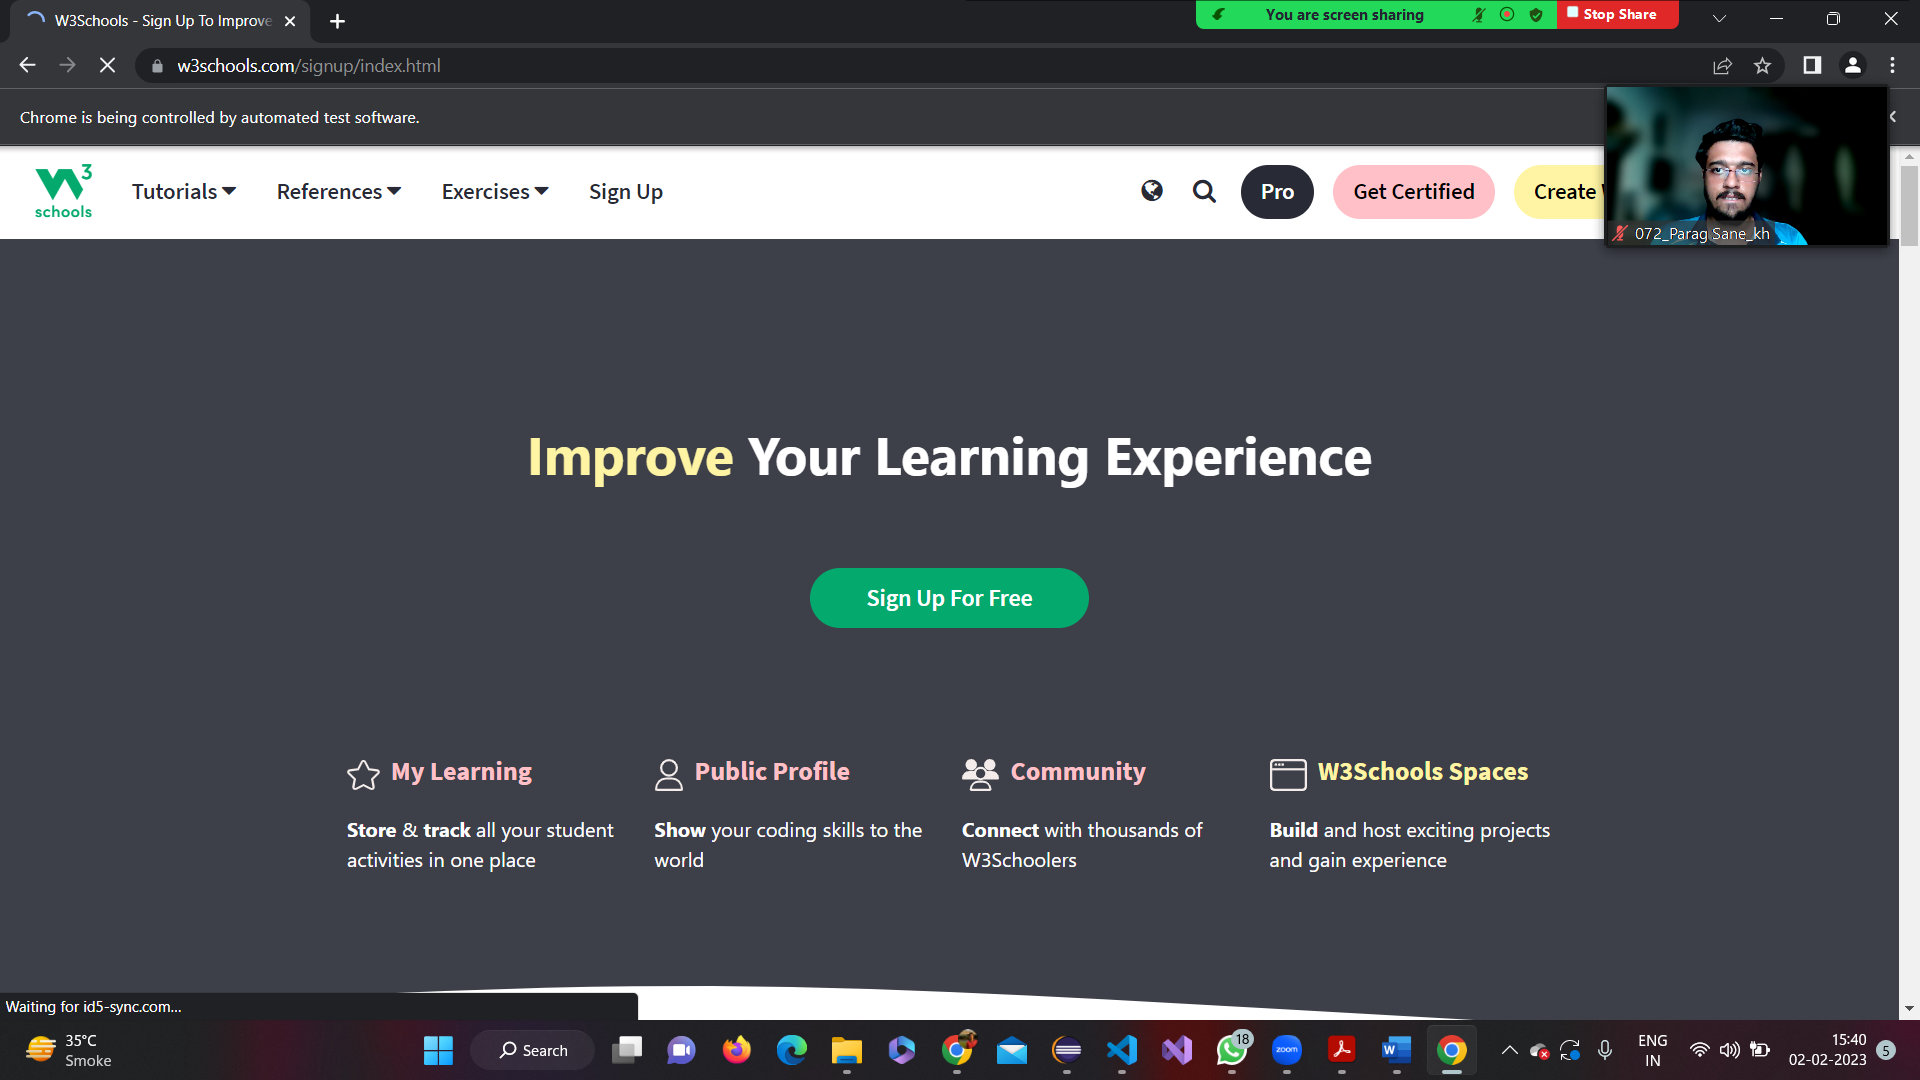 W3Schools - Sign Up To Improve
You are screen sharing
Stop Share
w3schools.com/signup/index.html
Chrome is being controlled by automated test software.
3
schools
Tutorials
References
Exercises
Sign Up
Pro
Get Certified
Create
072_Parag Sane_kh
Improve Your Learning Experience
Sign Up For Free
My Learning
Store & track all your student
activities in one place
Public Profile
Show your coding skills to the
world
Community
Connect with thousands of
W3Schoolers
W3Schools Spaces
Build and host exciting projects
and gain experience
Waiting for id5-sync.com...
35°C
Smoke
Search
18
zoom
ENG
IN
15:40
02-02-2023
5